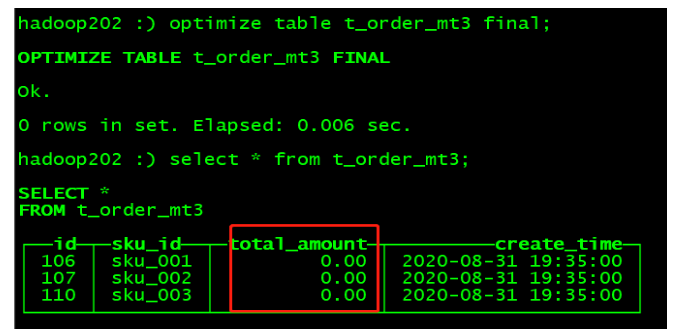 hadoop202 :) optimize table t_order_mt3 final;
OPTIMIZE TABLE t_order_mt3 FINAL
Ok.
0 rows in set. Elapsed: 0.006 sec.
hadoop202 :) select * from t_order_mt3;
SELECT *
FROM t_order_mt3
id sku_id total_amount create_time
106 sku_001 0.00 2020-08-31 19:35:00
107 sku_002 0.00 2020-08-31 19:35:00
110 sku_003 0.00 2020-08-31 19:35:00